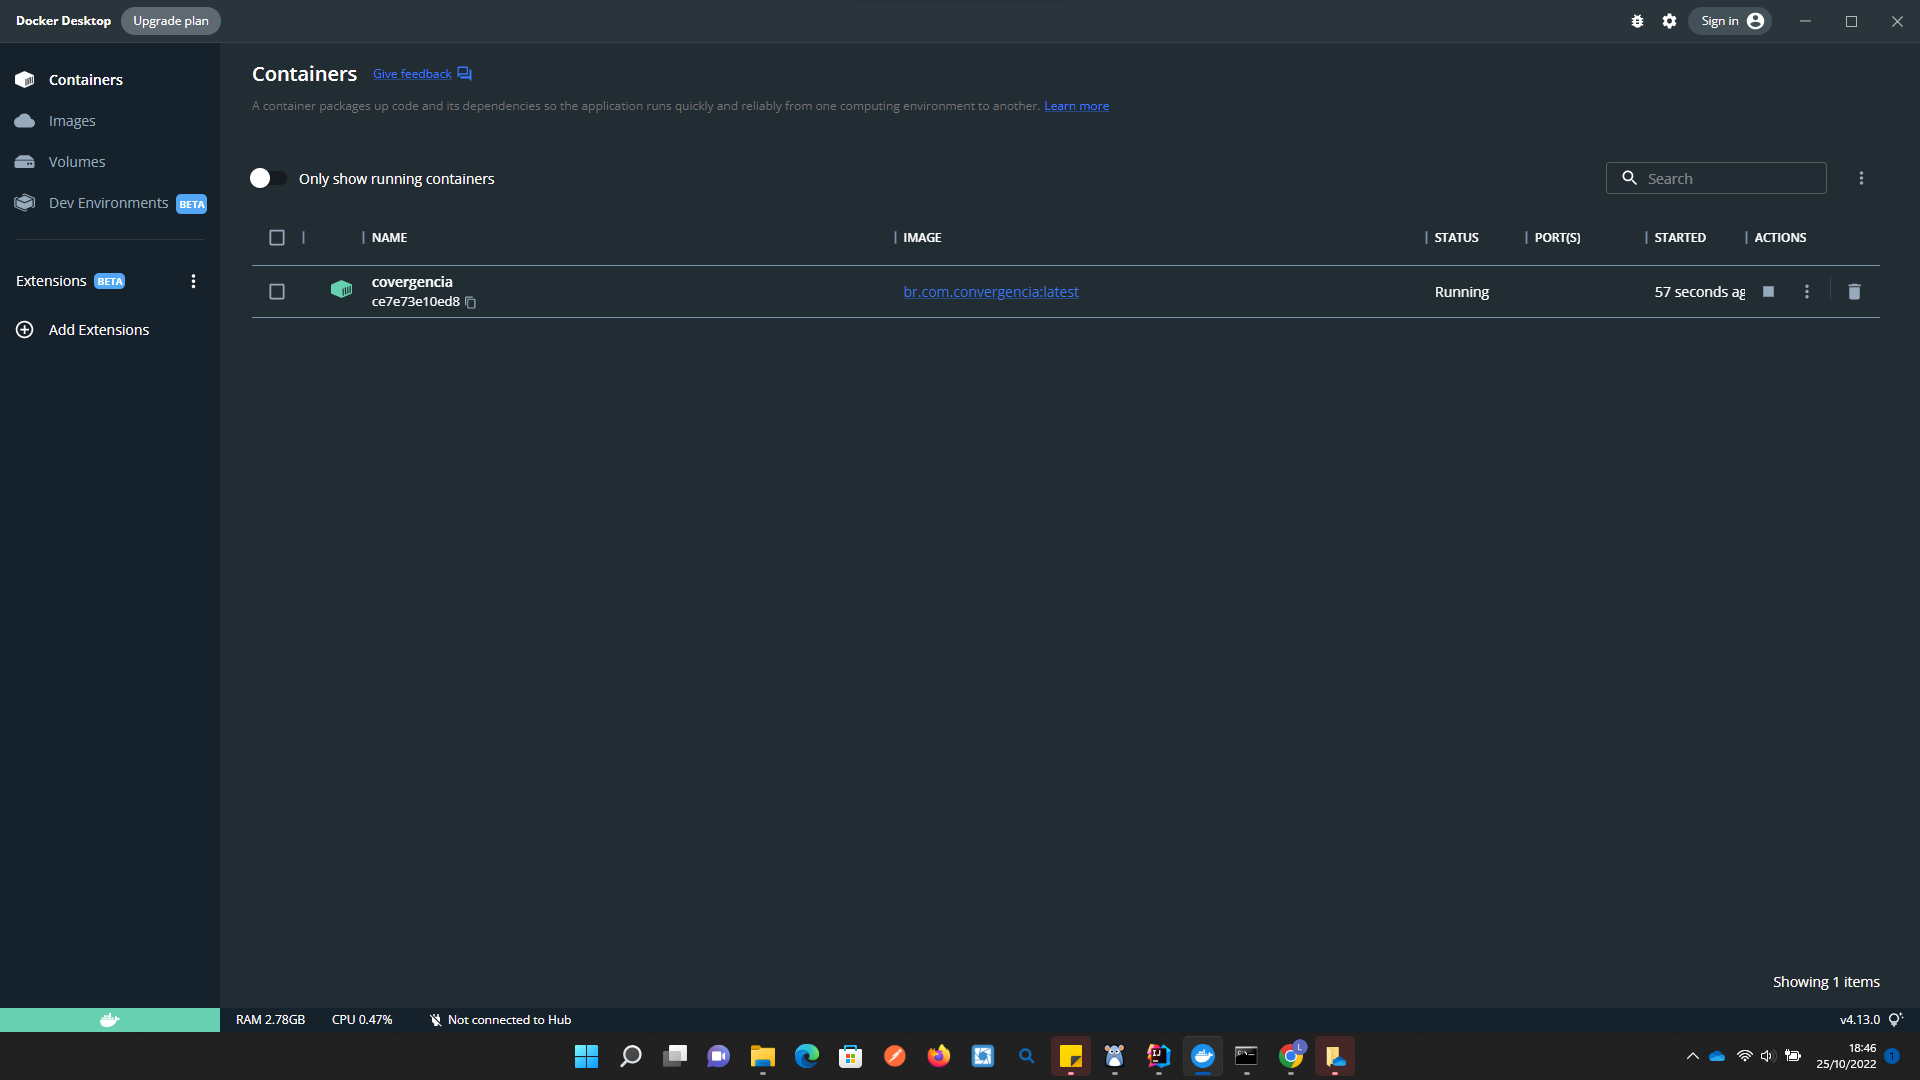 Docker Desktop Upgrade plan Sign in
Containers
Images
Volumes
Dev Environments BETA
Extensions BETA
Add Extensions
Containers Give feedback
A container packages up code and its dependencies so the application runs quickly and reliably from one computing environment to another. Learn more
Only show running containers Search
NAME IMAGE STATUS PORT(S) STARTED ACTIONS
covergencia
ce7e73e10ed8
br.com.convergencia:latest Running 57 seconds ag
Showing 1 items
RAM 2.78GB CPU 0.47% Not connected to Hub v4.13.0
L
IJ
18:46
25/10/2022
1